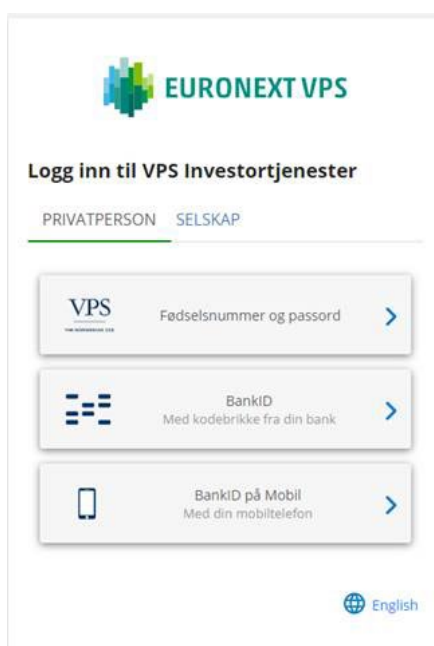 EURONEXT VPS
Logg inn til VPS Investortjenester
PRIVATPERSON SELSKAP
VPS
Fødselsnummer og passord
BankID
Med kodebrikke fra din bank
BankID på Mobil
Med din mobiltelefon
English